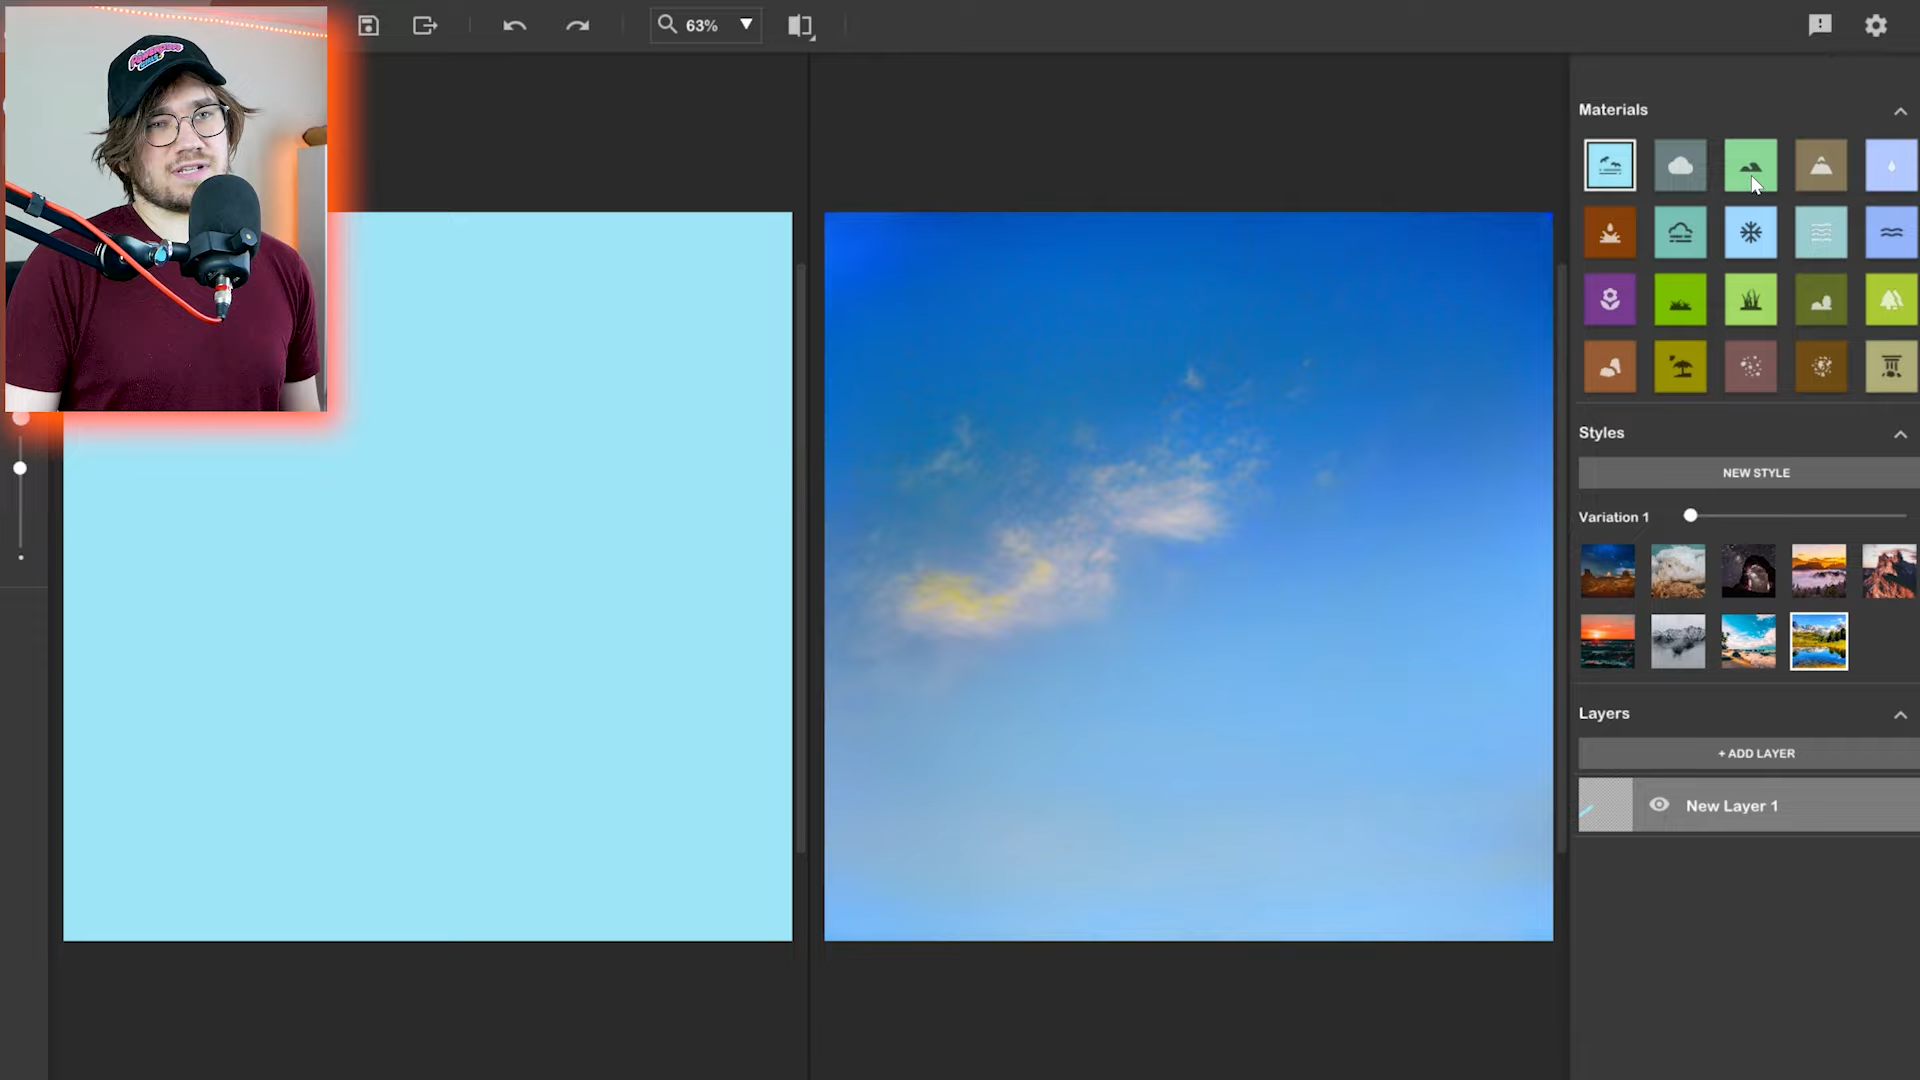 63%
Materials
Styles
NEW STYLE
Variation 1
Layers
+ ADD LAYER
New Layer 1